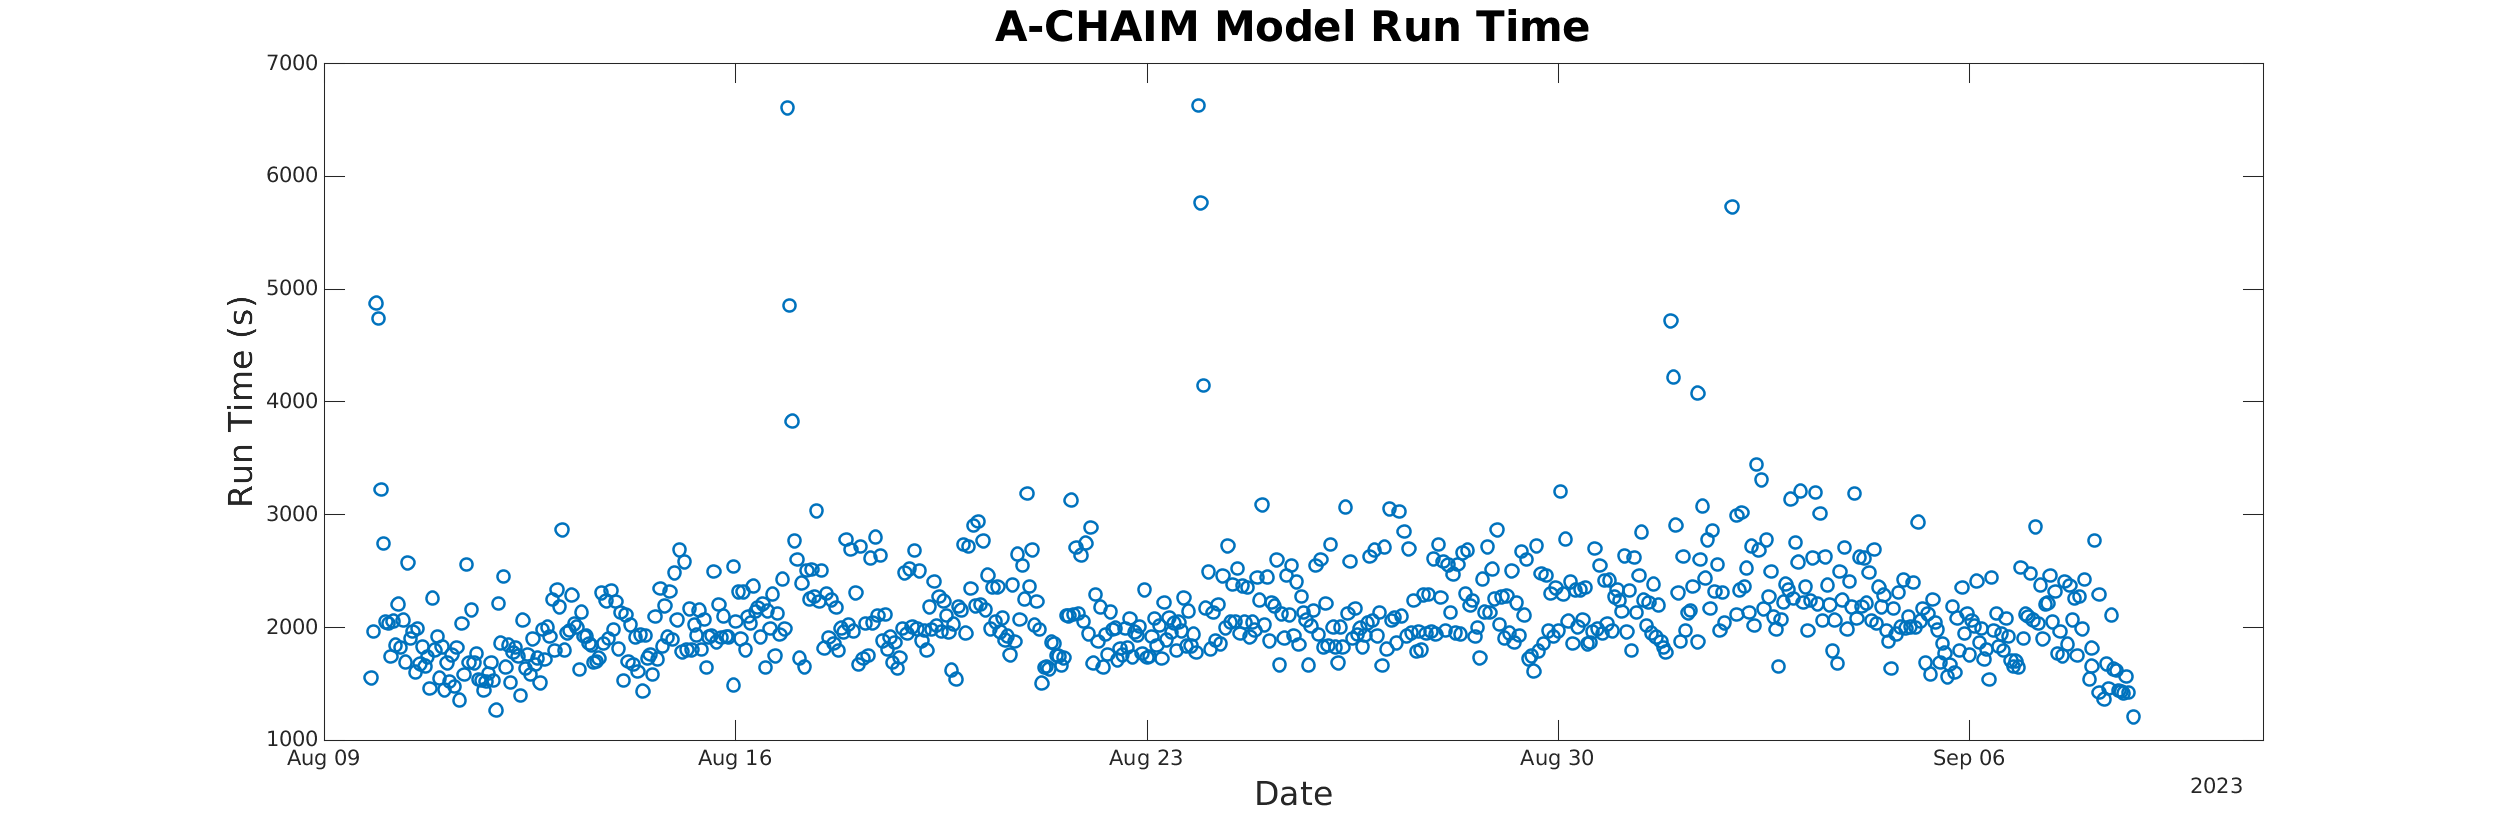 A-CHAIM Model Run Time
7000
6000
5000
4000
3000
2000
1000
Run Time (s)
Aug 09
Aug 16
Aug 23
Aug 30
Sep 06
2023
Date